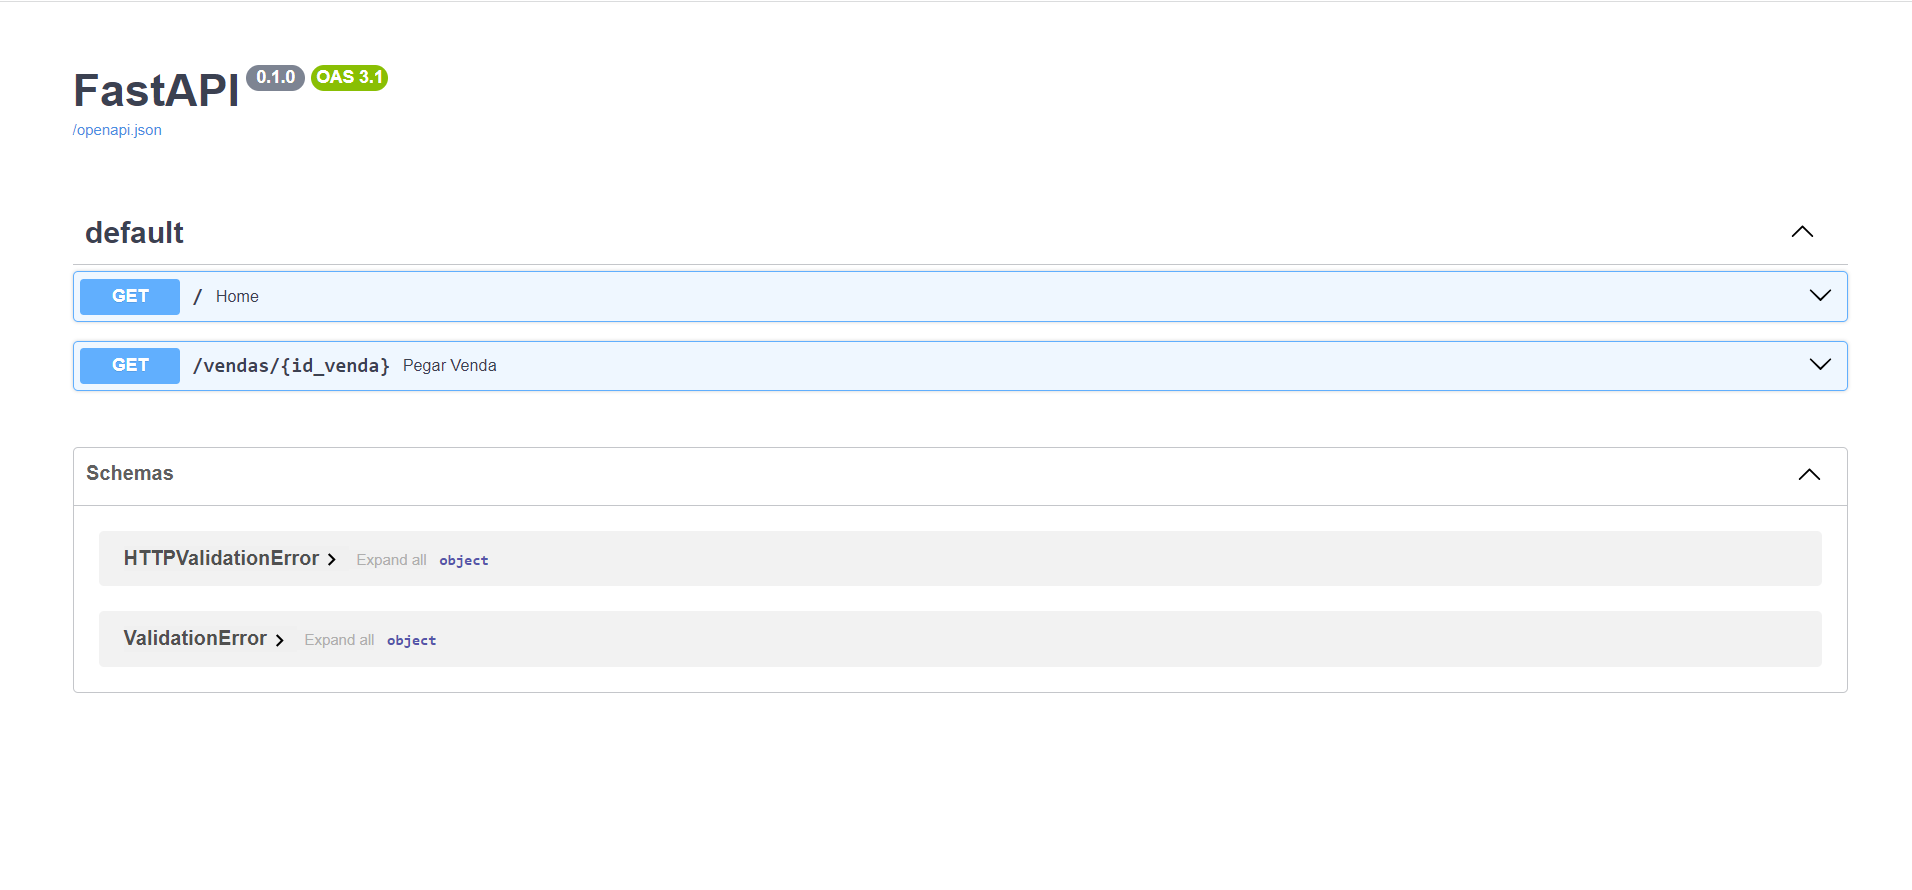 FastAPI 0.1.0 OAS 3.1
/openapi.json
default
GET / Home
GET /vendas/{id_venda} Pegar Venda
Schemas
HTTPValidationError Expand all object
ValidationError Expand all object